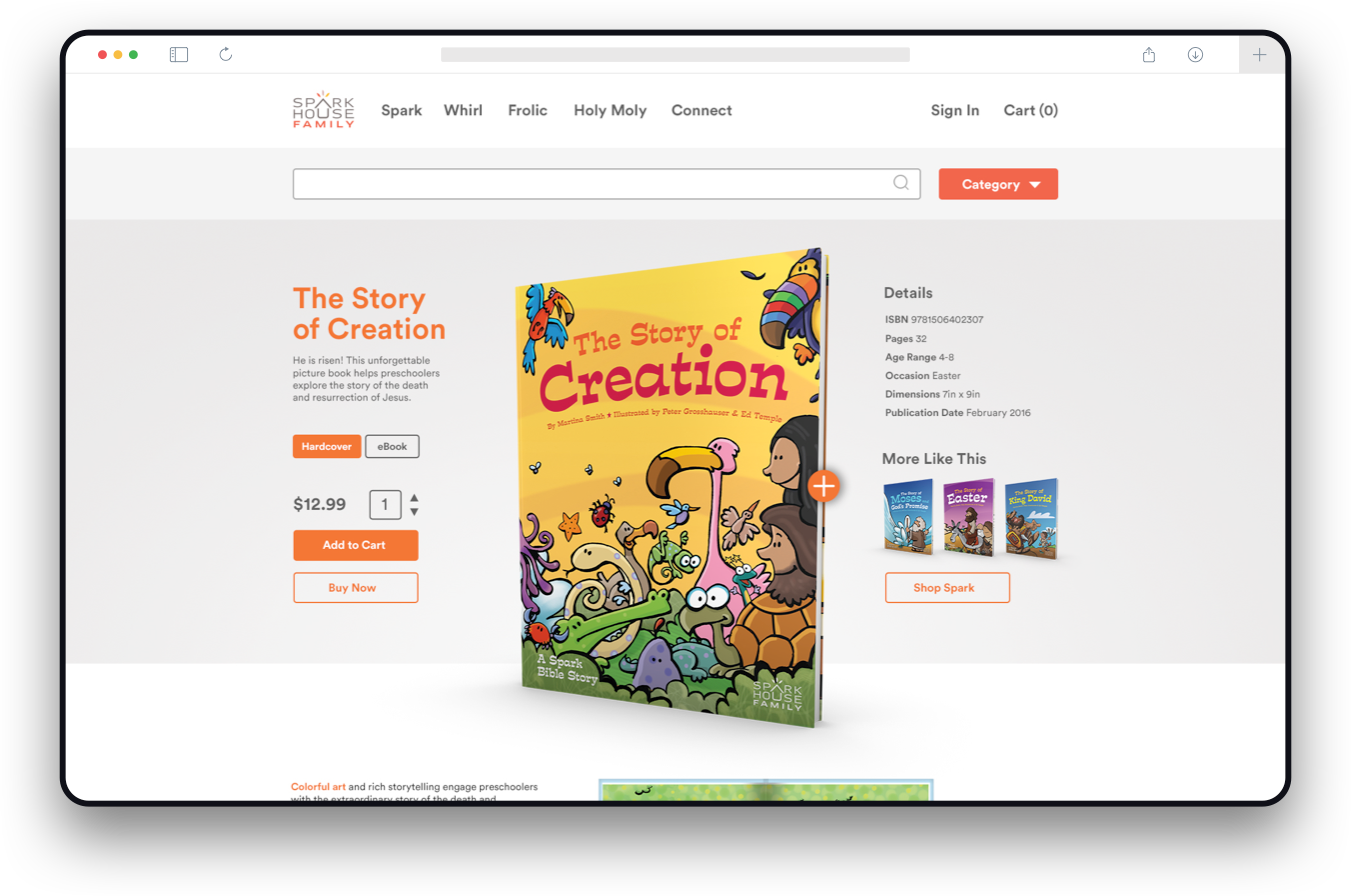 SPARK
HOUSE
FAMILY
Spark
Whirl
Frolic
Holy Moly
Connect
Sign In
Cart (0)
Category
The Story
of Creation
He is risen! This unforgettable
picture book helps preschoolers
explore the story of the death
and resurrection of Jesus.
Hardcover
eBook
$12.99
1
Add to Cart
Buy Now
The Story of
Creation
By Martina Smith ★ Illustrated by Peter Grosshauser & Ed Temple
A Spark
Bible Story
SPARK
HOUSE
FAMILY
Details
ISBN 9781506402307
Pages 32
Age Range 4-8
Occasion Easter
Dimensions 7in x 9in
Publication Date February 2016
More Like This
The Story of
Moses and
God's Promise
The Story of
Easter
The Story of
King David
Shop Spark
Colorful art and rich storytelling engage preschoolers
with the extraordinary story of the death and